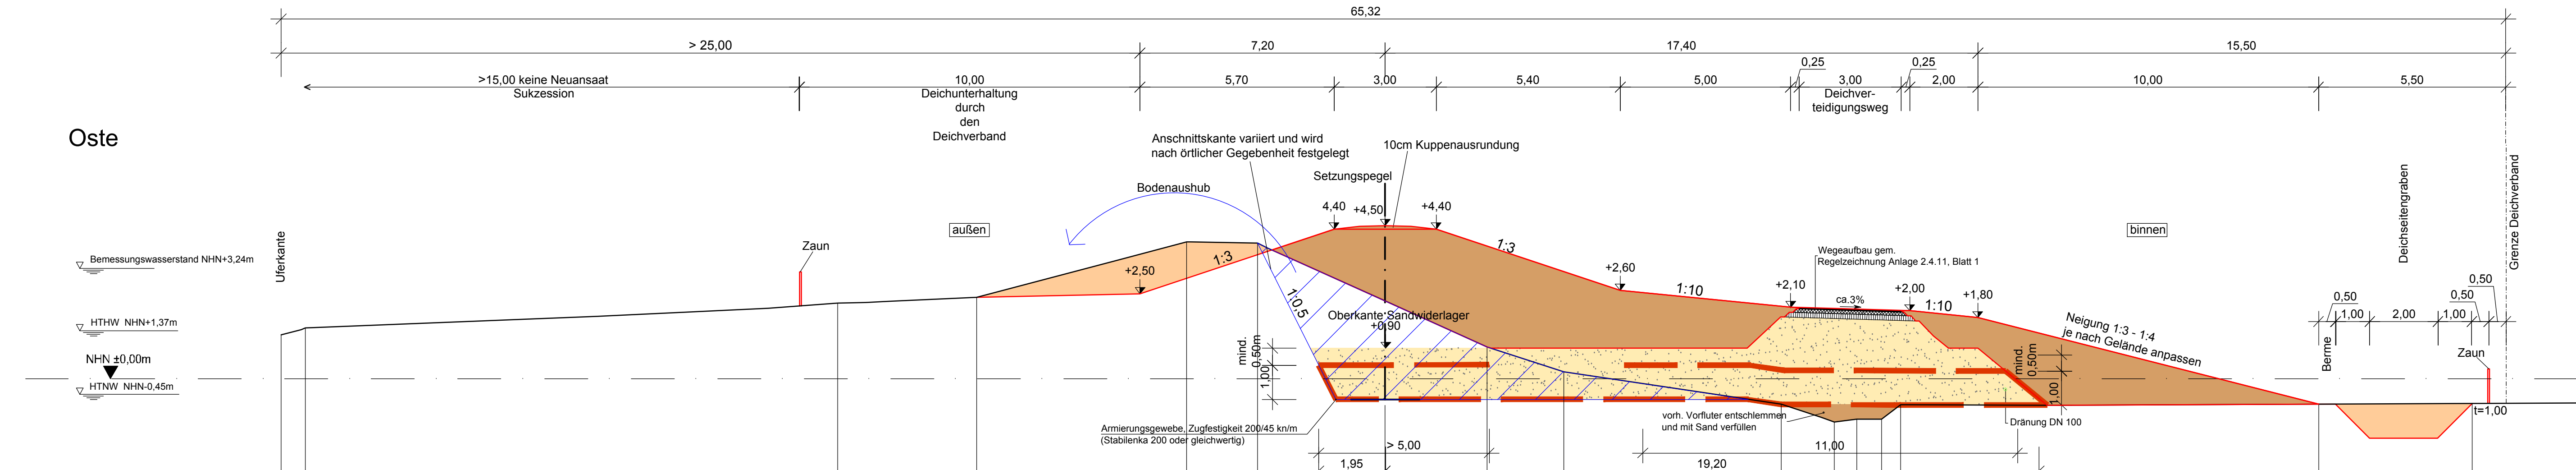 65,32
> 25,00
7,20
17,40
15,50
>15,00 keine Neuansaat
Sukzession
10,00
Deichunterhaltung
durch
den
Deichverband
5,70
3,00
5,40
5,00
0,25
3,00
Deichver-
teidigungsweg
0,25
2,00
10,00
5,50
Oste
Anschnittskante variiert und wird
nach örtlicher Gegebenheit festgelegt
10cm Kuppenausrundung
Setzungspegel
Bodenaushub
4,40
+4,50
+4,40
außen
binnen
Uferkante
Zaun
Bemessungswasserstand NHN+3,24m
HTHW NHN+1,37m
NHN ±0,00m
HTNW NHN-0,45m
+2,50
1:3
1:0,5
1:3
+2,60
1:10
Wegeaufbau gem.
Regelzeichnung Anlage 2.4.11, Blatt 1
+2,10
ca.3%
+2,00
1:10
+1,80
Oberkante Sandwiderlager
+0,90
mind.
0,50m
1,00
Neigung 1:3 - 1:4
je nach Gelände anpassen
mind.
0,50m
1,00
Deichseitengraben
Grenze Deichverband
0,50
1,00
2,00
1,00
0,50
0,50
Berme
Zaun
t=1,00
Armierungsgewebe, Zugfestigkeit 200/45 kn/m
(Stabilenka 200 oder gleichwertig)
vorh. Vorfluter entschlemmen
und mit Sand verfüllen
Dränung DN 100
> 5,00
11,00
1,95
19,20